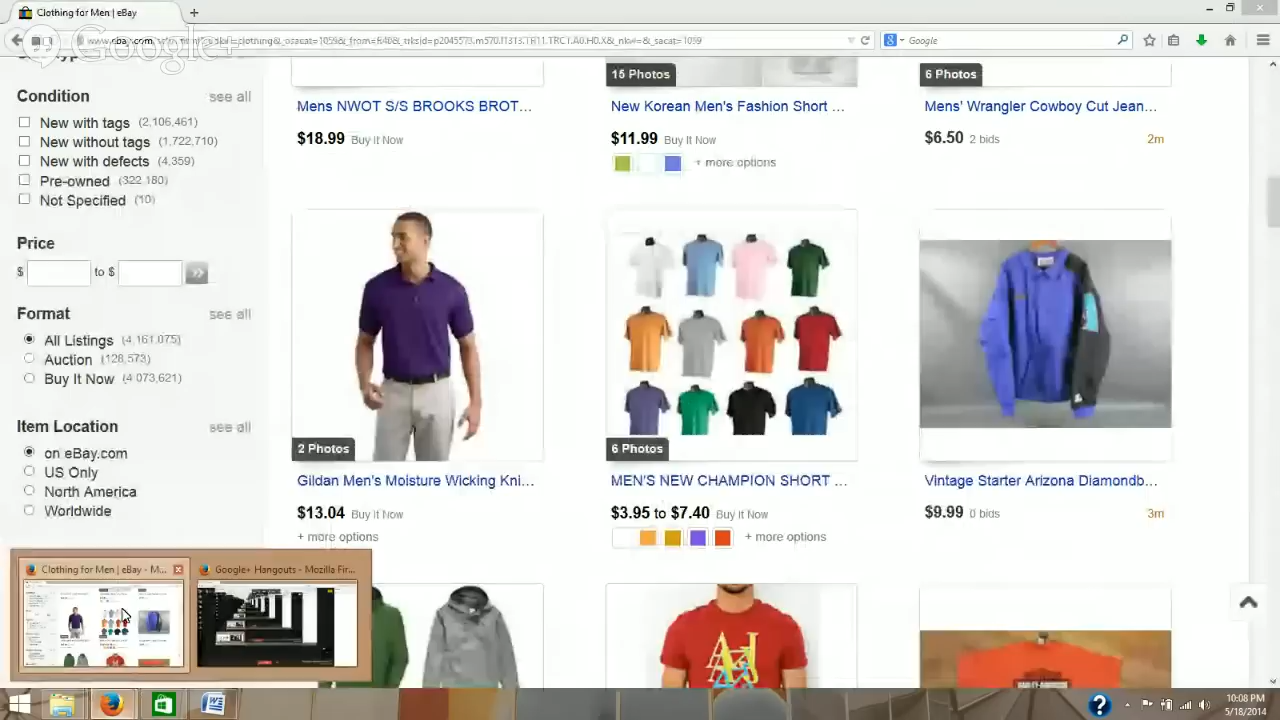 Clothing for Men | eBay
Google+
Google
Condition
see all
New with tags (2,106,461)
New without tags (1,722,710)
New with defects (4,359)
Pre-owned (322,180)
Not Specified (10)
Price
$ to $
Format
see all
All Listings (4,161,075)
Auction (128,573)
Buy It Now (4,073,621)
Item Location
see all
on eBay.com
US Only
North America
Worldwide
15 Photos
6 Photos
Mens NWOT S/S BROOKS BROT...
New Korean Men's Fashion Short ...
Mens' Wrangler Cowboy Cut Jean...
$18.99 Buy It Now
$11.99 Buy It Now
$6.50 2 bids 2m
+ more options
2 Photos
6 Photos
Gildan Men's Moisture Wicking Kni...
MEN'S NEW CHAMPION SHORT ...
Vintage Starter Arizona Diamondb...
$13.04 Buy It Now
$3.95 to $7.40 Buy It Now
$9.99 0 bids 3m
+ more options
+ more options
Clothing for Men | eBay - M...
Google+ Hangouts - Mozilla Fir...
10:08 PM
5/18/2014